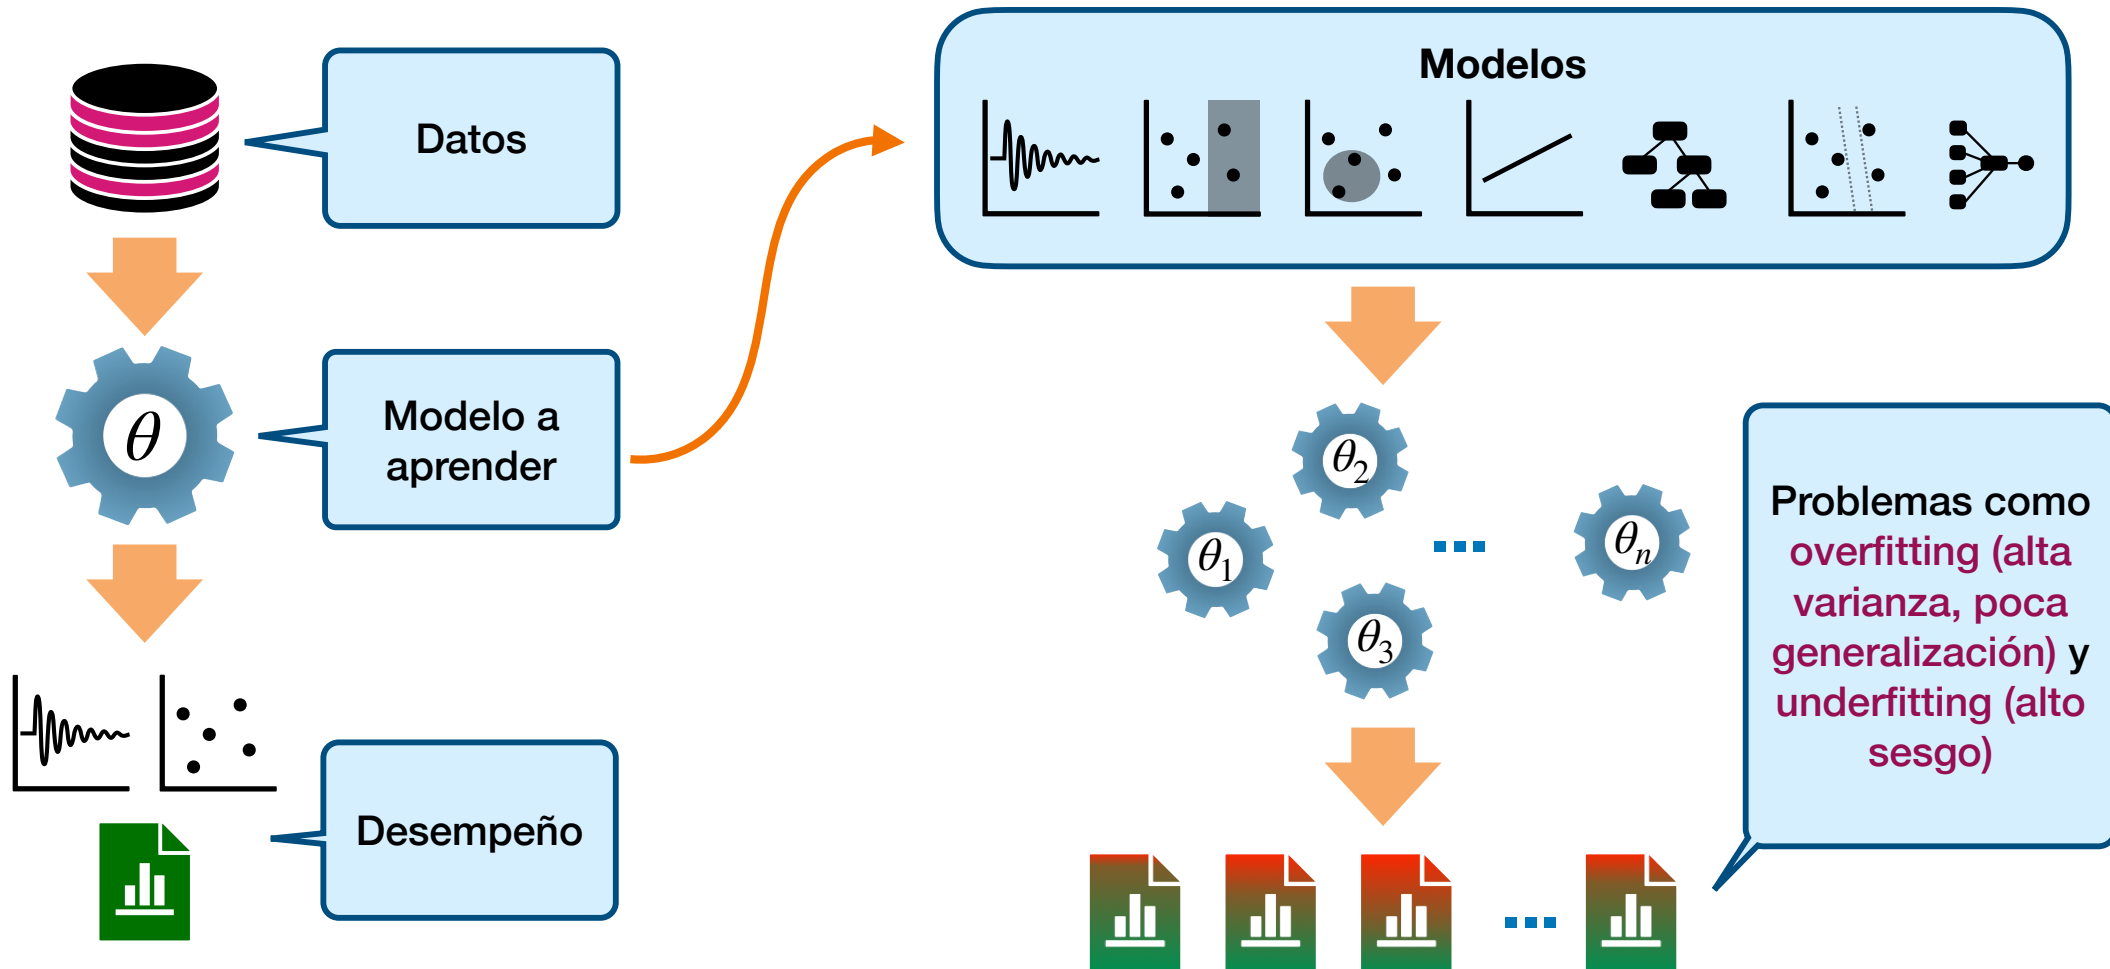 Datos
Modelo a
aprender
θ
Desempeño
Modelos
θ2
θ1
θn
θ3
Problemas como
overfitting (alta
varianza, poca
generalización) y
underfitting (alto
sesgo)